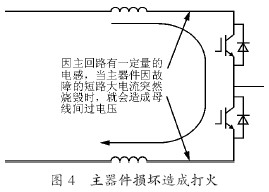 因主回路有一定量的
电感，当主器件因故
障的短路大电流突然
烧毁时，就会造成母
线间过电压
图 4 主器件损坏造成打火